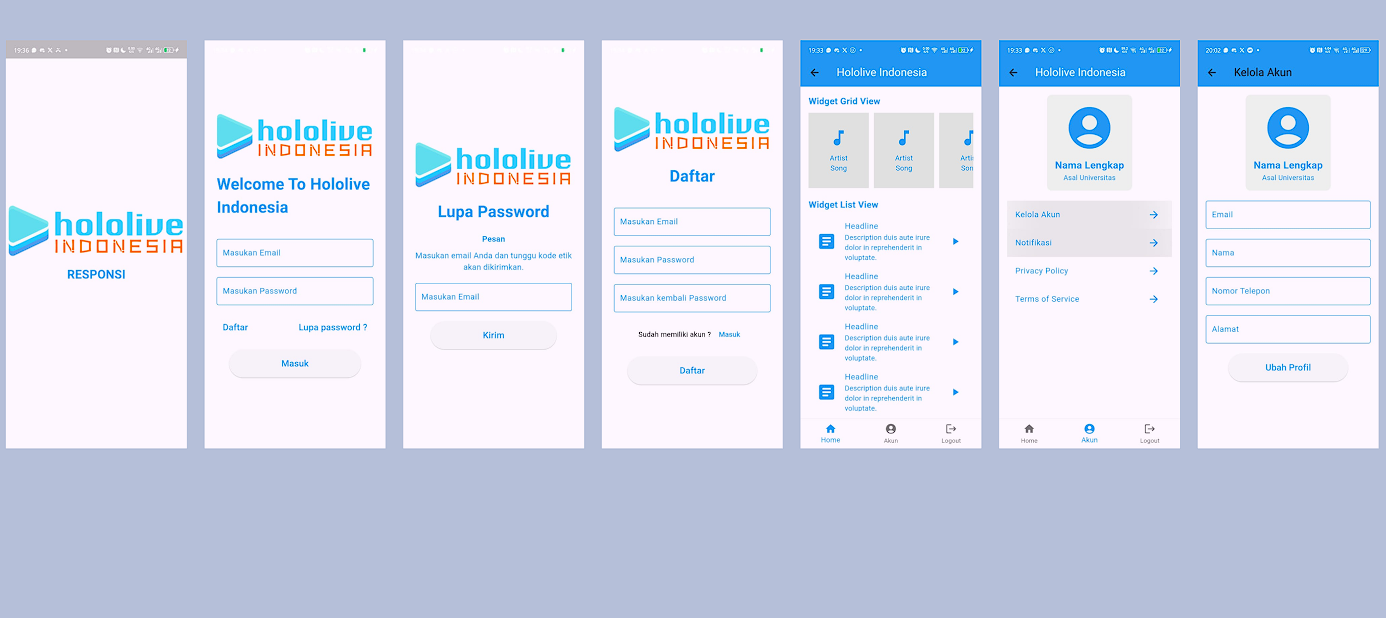 19:36
hololive
INDONESIA
RESPONSI
hololive
INDONESIA
Welcome To Hololive
Indonesia
Masukan Email
Masukan Password
Daftar
Lupa password ?
Masuk
hololive
INDONESIA
Lupa Password
Pesan
Masukan email Anda dan tunggu kode etik
akan dikirimkan.
Masukan Email
Kirim
hololive
INDONESIA
Daftar
Masukan Email
Masukan Password
Masukan kembali Password
Sudah memiliki akun ? Masuk
Daftar
19:33
Hololive Indonesia
Widget Grid View
Artist
Song
Artist
Song
Arti
Son
Widget List View
Headline
Description duis aute irure
dolor in reprehenderit in
voluptate.
Headline
Description duis aute irure
dolor in reprehenderit in
voluptate.
Headline
Description duis aute irure
dolor in reprehenderit in
voluptate.
Headline
Description duis aute irure
dolor in reprehenderit in
voluptate.
Home
Akun
Logout
19:33
Hololive Indonesia
Nama Lengkap
Asal Universitas
Kelola Akun
Notifikasi
Privacy Policy
Terms of Service
Home
Akun
Logout
20:02
Kelola Akun
Nama Lengkap
Asal Universitas
Email
Nama
Nomor Telepon
Alamat
Ubah Profil